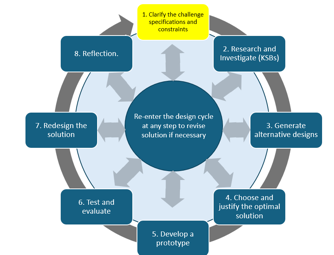 1. Clarify the challenge
specifications and
constraints
2. Research and
Investigate (KSBs)
3. Generate
alternative designs
4. Choose and
justify the optimal
solution
5. Develop a
prototype
6. Test and
evaluate
7. Redesign the
solution
8. Reflection.
Re-enter the design cycle
at any step to revise
solution if necessary